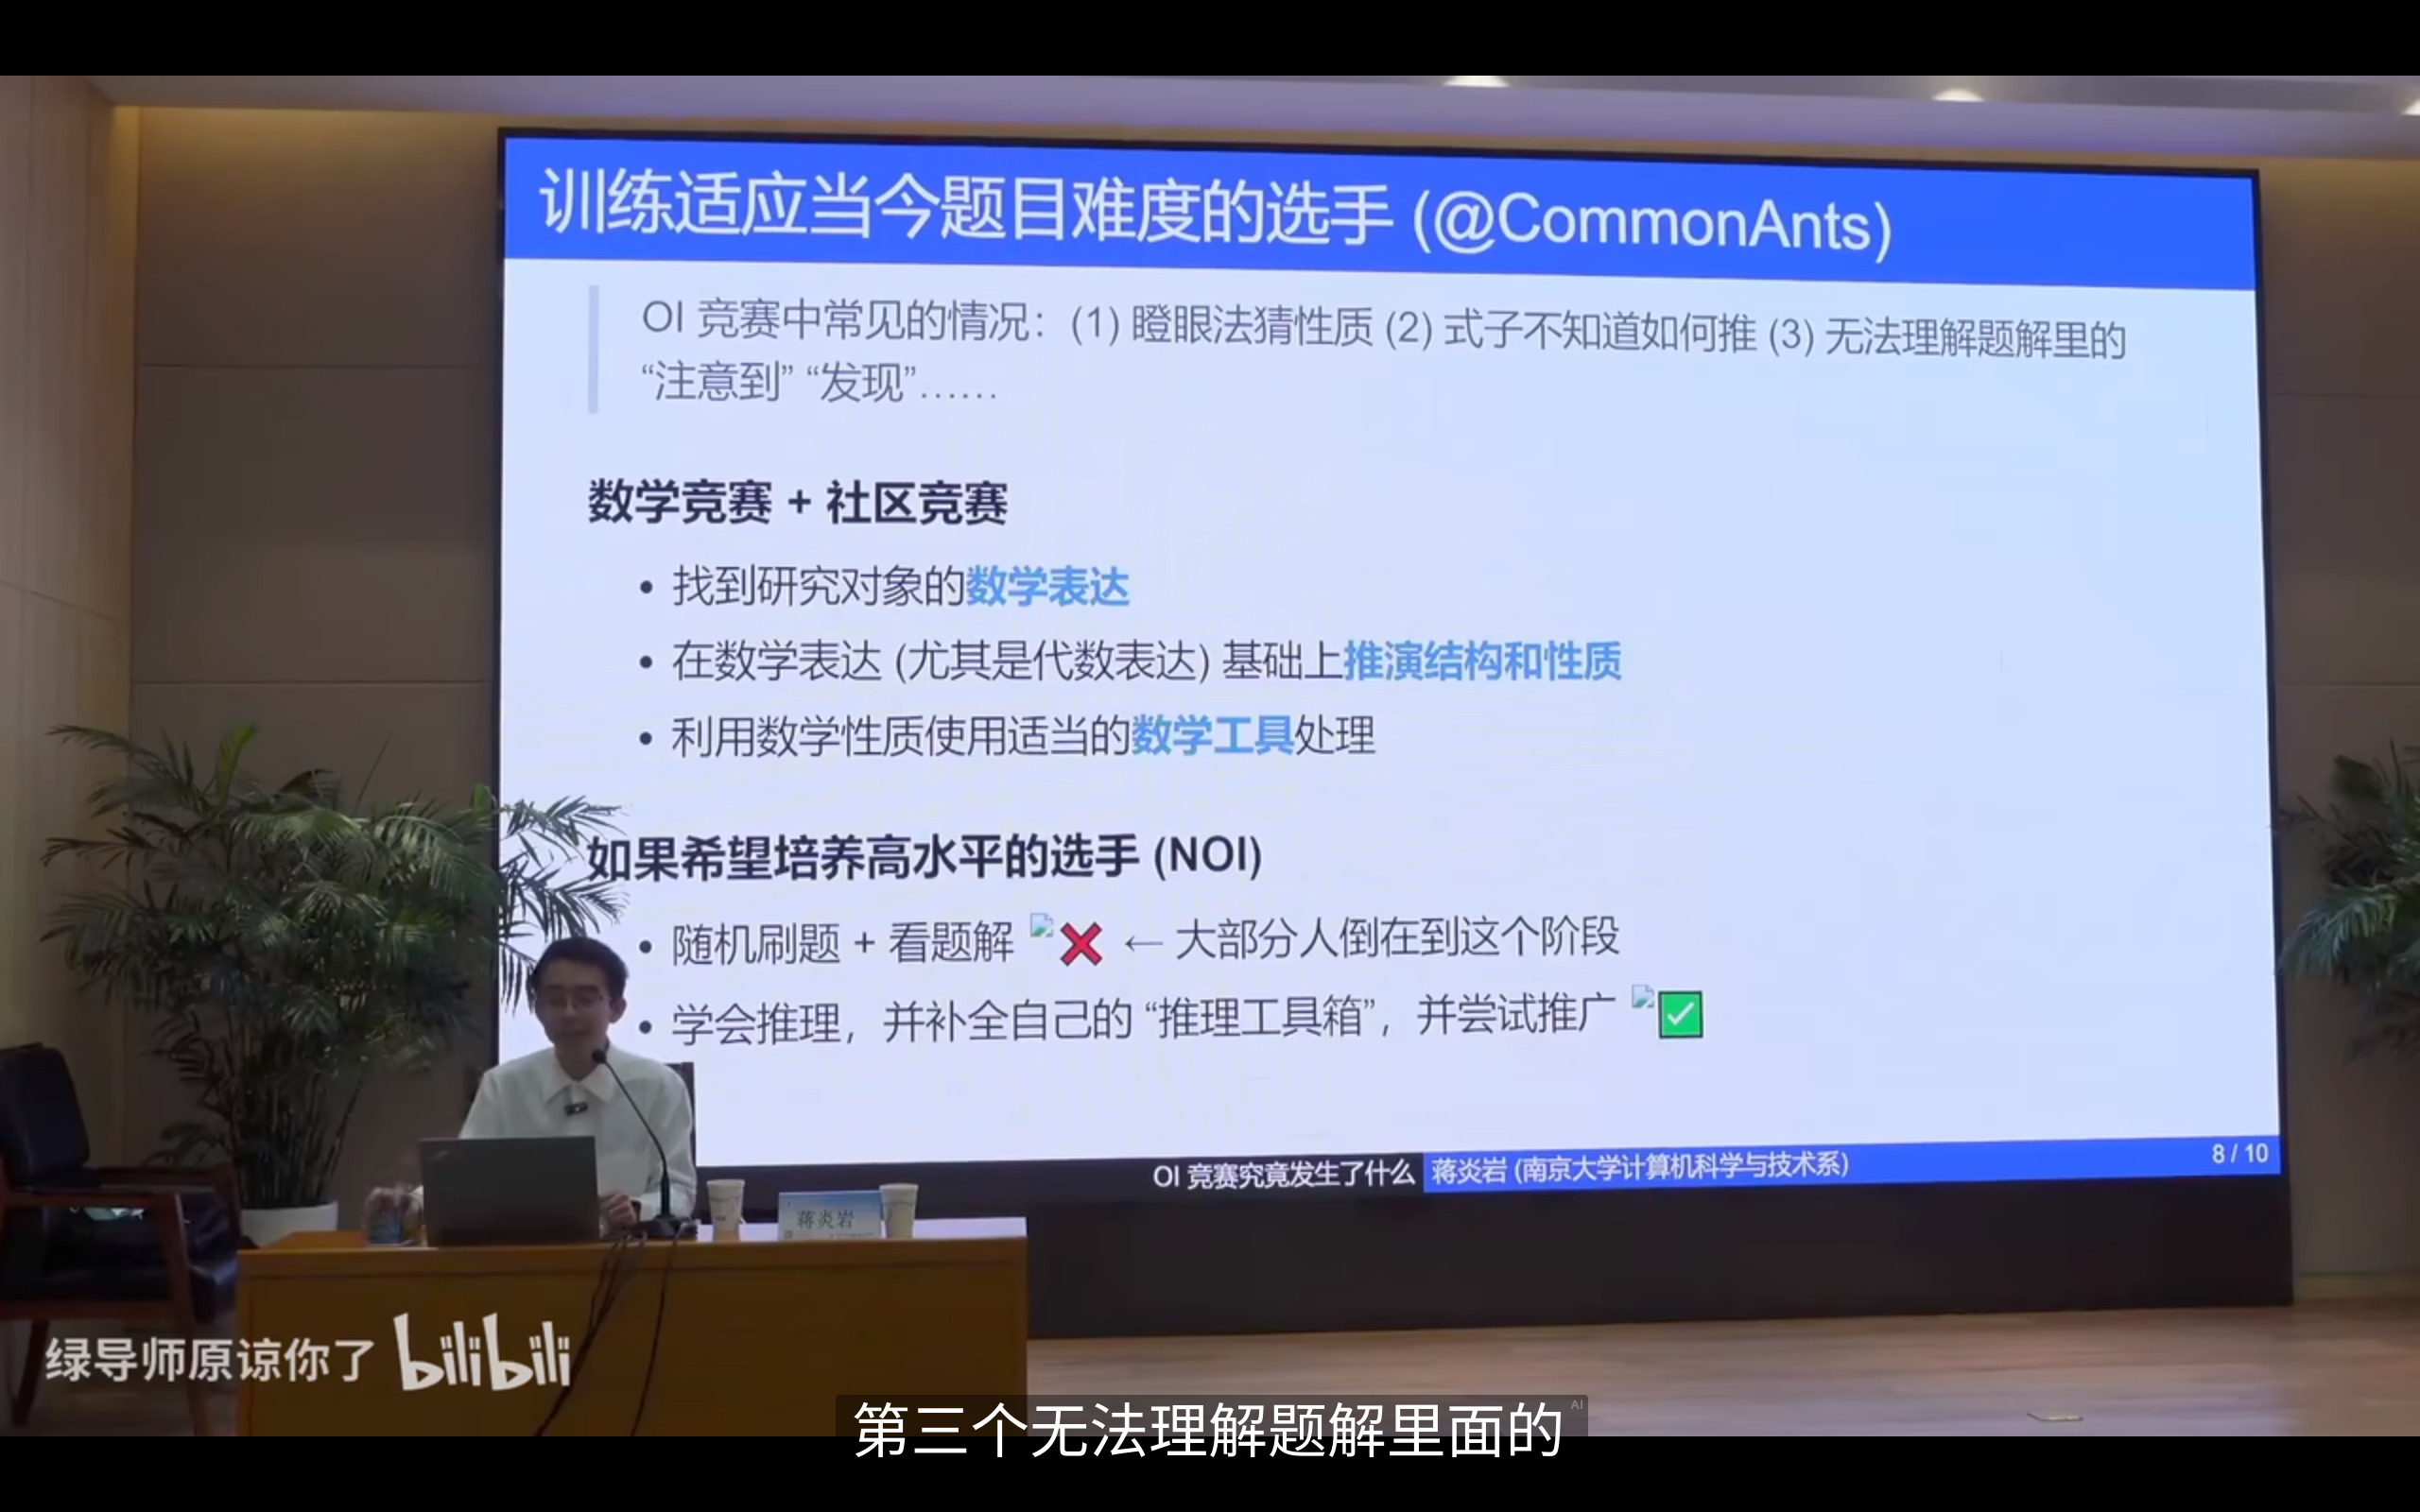 训练适应当今题目难度的选手 (@CommonAnts)
OI 竞赛中常见的情况：(1) 瞪眼法猜性质 (2) 式子不知道如何推 (3) 无法理解题解里的
“注意到” “发现”……
数学竞赛 + 社区竞赛
• 找到研究对象的数学表达
• 在数学表达 (尤其是代数表达) 基础上推演结构和性质
• 利用数学性质使用适当的数学工具处理
如果希望培养高水平的选手 (NOI)
• 随机刷题 + 看题解 ❌ ← 大部分人倒在到这个阶段
• 学会推理，并补全自己的 “推理工具箱”，并尝试推广 ✅
OI 竞赛究竟发生了什么 蒋炎岩 (南京大学计算机科学与技术系) 8 / 10
蒋炎岩
绿导师原谅你了 bilibili
第三个无法理解题解里面的
AI